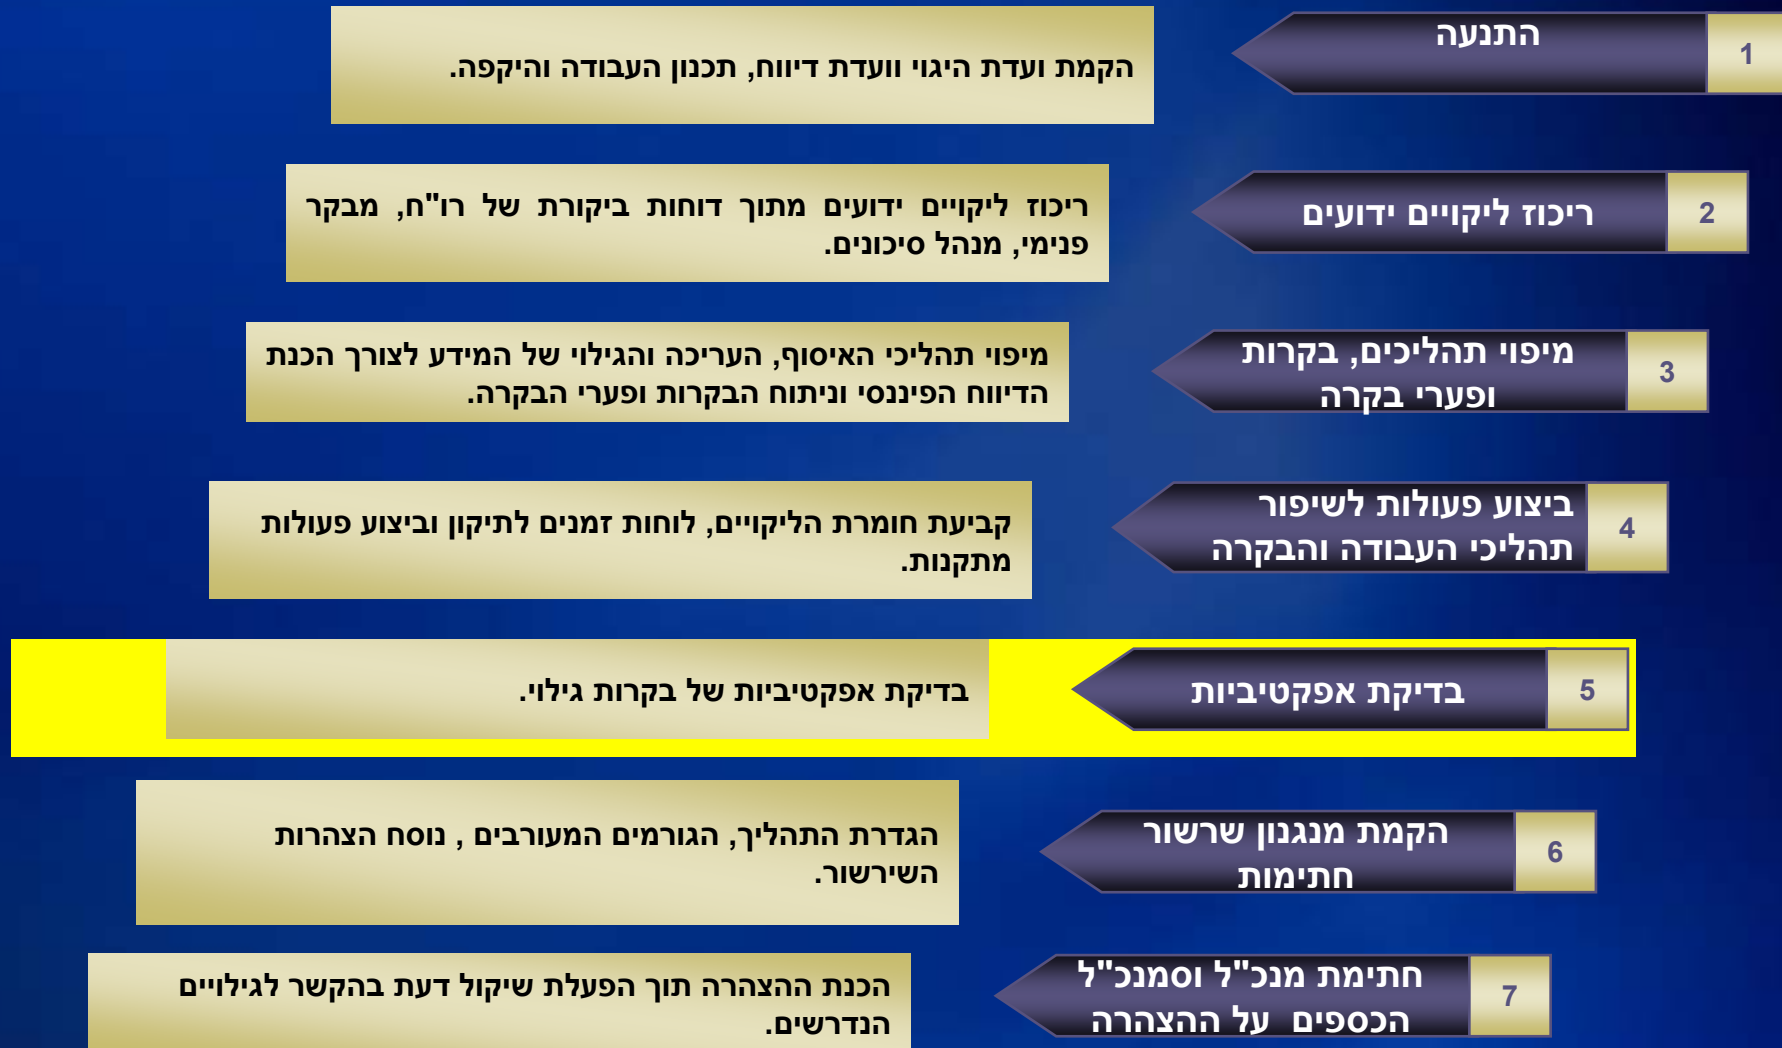 1
התנעה
הקמת ועדת היגוי וועדת דיווח, תכנון העבודה והיקפה.
2
ריכוז ליקויים ידועים
ריכוז ליקויים ידועים מתוך דוחות ביקורת של רו"ח, מבקר
פנימי, מנהל סיכונים.
3
מיפוי תהליכים, בקרות
ופערי בקרה
מיפוי תהליכי האיסוף, העריכה והגילוי של המידע לצורך הכנת
הדיווח הפיננסי וניתוח הבקרות ופערי הבקרה.
4
ביצוע פעולות לשיפור
תהליכי העבודה והבקרה
קביעת חומרת הליקויים, לוחות זמנים לתיקון וביצוע פעולות
מתקנות.
5
בדיקת אפקטיביות
בדיקת אפקטיביות של בקרות גילוי.
6
הקמת מנגנון שרשור
חתימות
הגדרת התהליך, הגורמים המעורבים , נוסח הצהרות
השירשור.
7
חתימת מנכ"ל וסמנכ"ל
הכספים  על ההצהרה
הכנת ההצהרה תוך הפעלת שיקול דעת בהקשר לגילויים
הנדרשים.